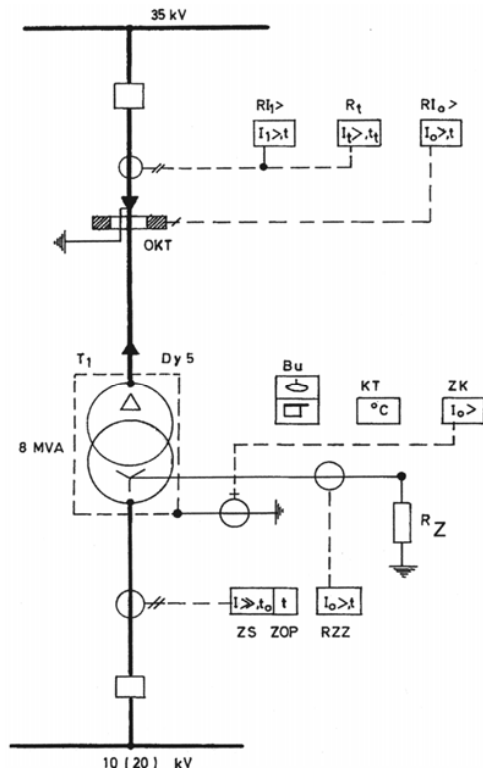 35 kV
RI₁> Rₜ RIₒ>
I₁>,t Iₜ>,tₜ Iₒ>,t
OKT
T₁ Dy 5
Bu KT ZK
°C Iₒ>
8 MVA
R Z
I≫,tₒ t Iₒ>,t
ZS ZOP RZZ
10 (20) kV